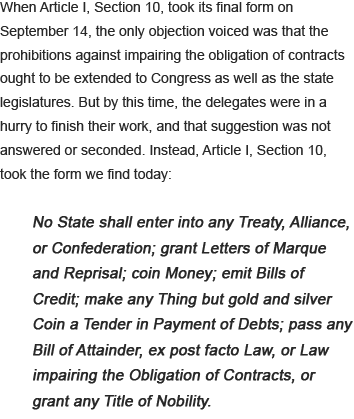 When Article I, Section 10, took its final form on
September 14, the only objection voiced was that the
prohibitions against impairing the obligation of contracts
ought to be extended to Congress as well as the state
legislatures. But by this time, the delegates were in a
hurry to finish their work, and that suggestion was not
answered or seconded. Instead, Article I, Section 10,
took the form we find today:
No State shall enter into any Treaty, Alliance,
or Confederation; grant Letters of Marque
and Reprisal; coin Money; emit Bills of
Credit; make any Thing but gold and silver
Coin a Tender in Payment of Debts; pass any
Bill of Attainder, ex post facto Law, or Law
impairing the Obligation of Contracts, or
grant any Title of Nobility.